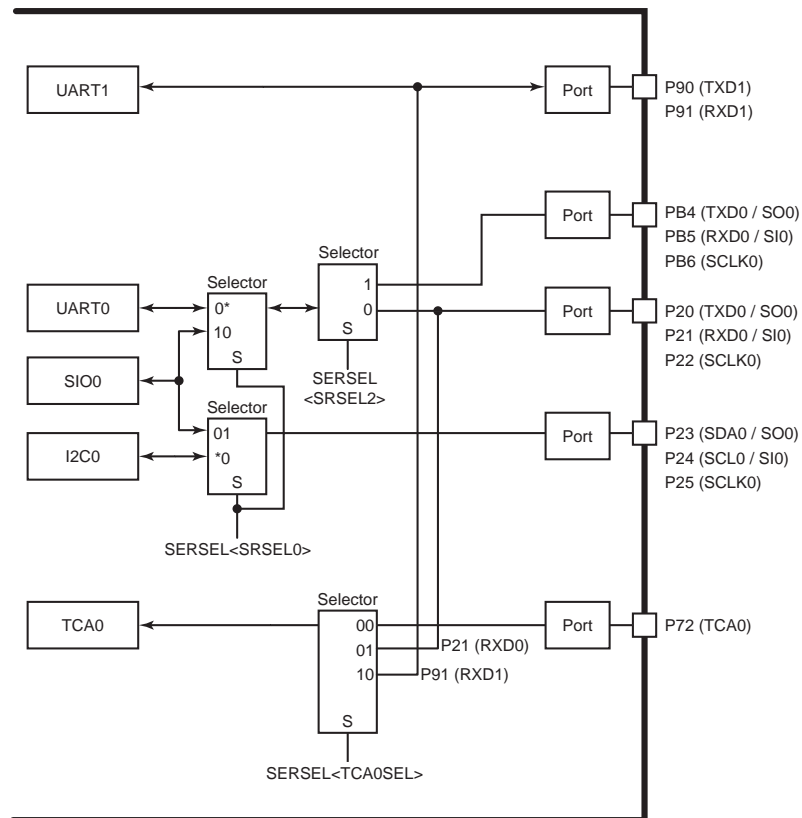 UART1
Port
P90 (TXD1)
P91 (RXD1)
Port
PB4 (TXD0 / SO0)
PB5 (RXD0 / SI0)
PB6 (SCLK0)
Selector
1
0
S
SERSEL
<SRSEL2>
Selector
0*
10
S
UART0
Port
P20 (TXD0 / SO0)
P21 (RXD0 / SI0)
P22 (SCLK0)
SIO0
Selector
01
*0
S
I2C0
Port
P23 (SDA0 / SO0)
P24 (SCL0 / SI0)
P25 (SCLK0)
SERSEL<SRSEL0>
Selector
TCA0
00
01
10
S
P21 (RXD0)
P91 (RXD1)
Port
P72 (TCA0)
SERSEL<TCA0SEL>